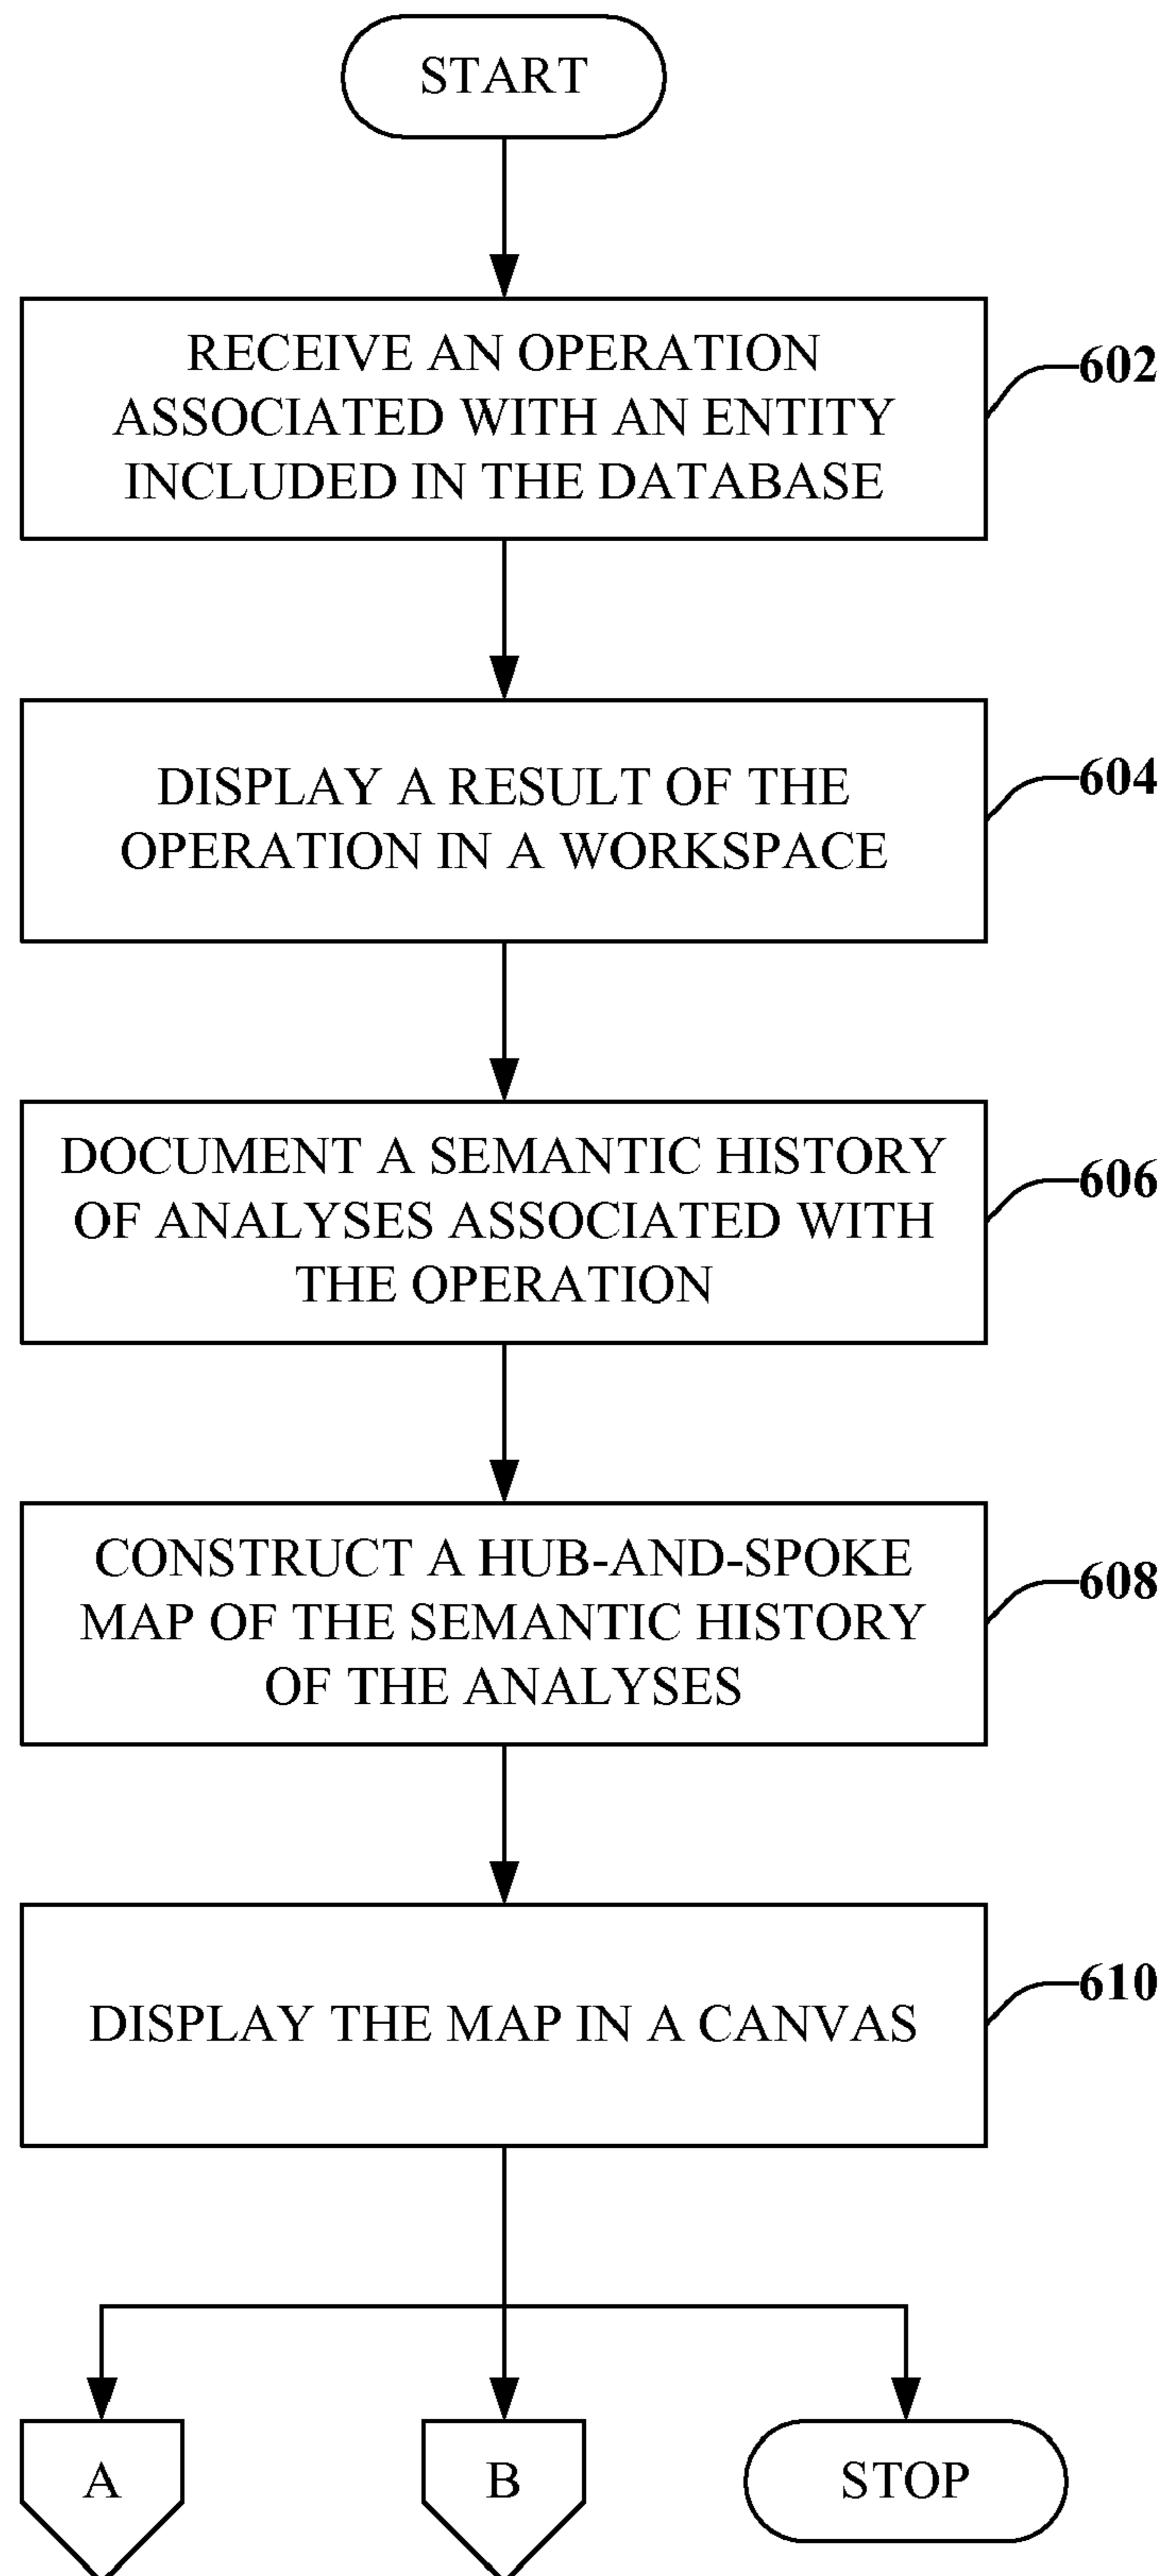 START
RECEIVE AN OPERATION
ASSOCIATED WITH AN ENTITY
INCLUDED IN THE DATABASE
602
DISPLAY A RESULT OF THE
OPERATION IN A WORKSPACE
604
DOCUMENT A SEMANTIC HISTORY
OF ANALYSES ASSOCIATED WITH
THE OPERATION
606
CONSTRUCT A HUB-AND-SPOKE
MAP OF THE SEMANTIC HISTORY
OF THE ANALYSES
608
DISPLAY THE MAP IN A CANVAS
610
A
B
STOP